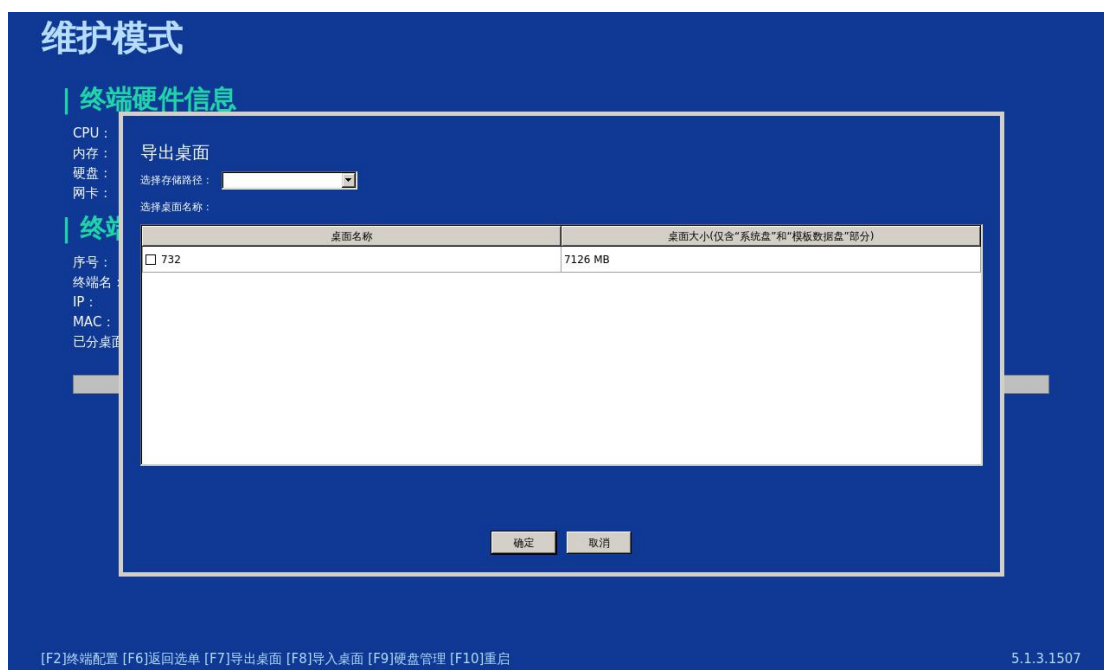 维护模式
| 终端硬件信息
CPU：
内存：
硬盘：
网卡：
| 终端
序号：
终端名：
IP：
MAC：
已分桌面
导出桌面
选择存储路径：
选择桌面名称：
桌面名称 桌面大小(仅含“系统盘”和“模板数据盘”部分)
732 7126 MB
确定 取消
[F2]终端配置 [F6]返回选单 [F7]导出桌面 [F8]导入桌面 [F9]硬盘管理 [F10]重启 5.1.3.1507